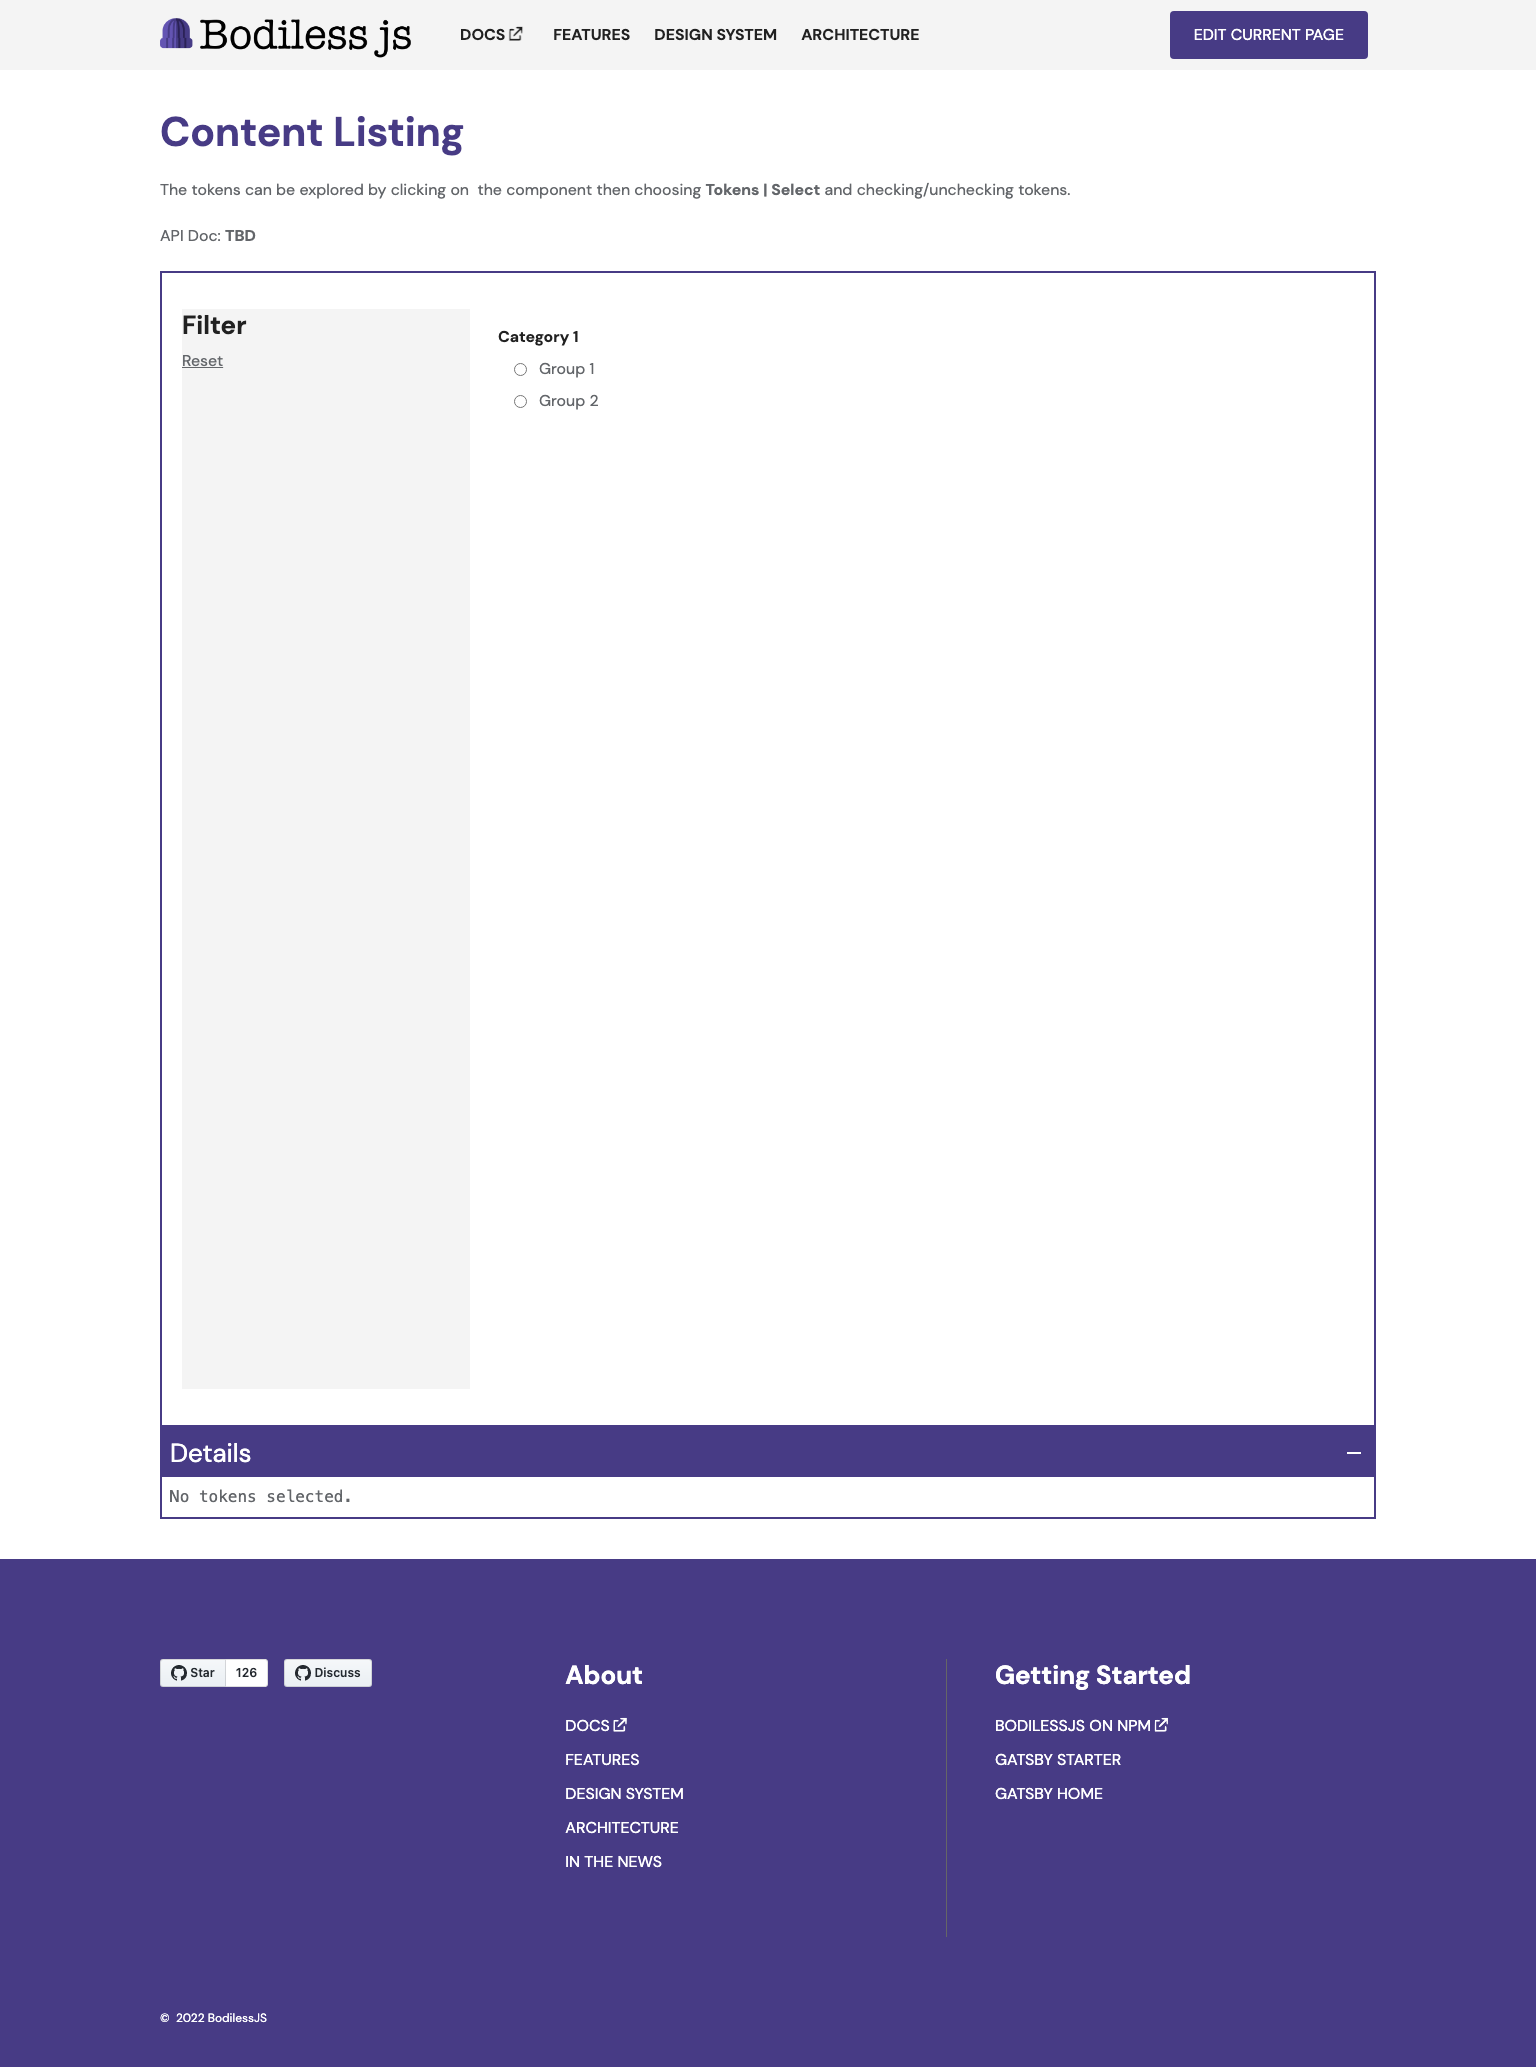 Bodiless js
DOCS FEATURES DESIGN SYSTEM ARCHITECTURE
EDIT CURRENT PAGE
Content Listing
The tokens can be explored by clicking on  the component then choosing Tokens | Select and checking/unchecking tokens.
API Doc: TBD
Filter
Reset
Category 1
Group 1
Group 2
Details
No tokens selected.
Star 126 Discuss
About
DOCS
FEATURES
DESIGN SYSTEM
ARCHITECTURE
IN THE NEWS
Getting Started
BODILESSJS ON NPM
GATSBY STARTER
GATSBY HOME
© 2022 BodilessJS